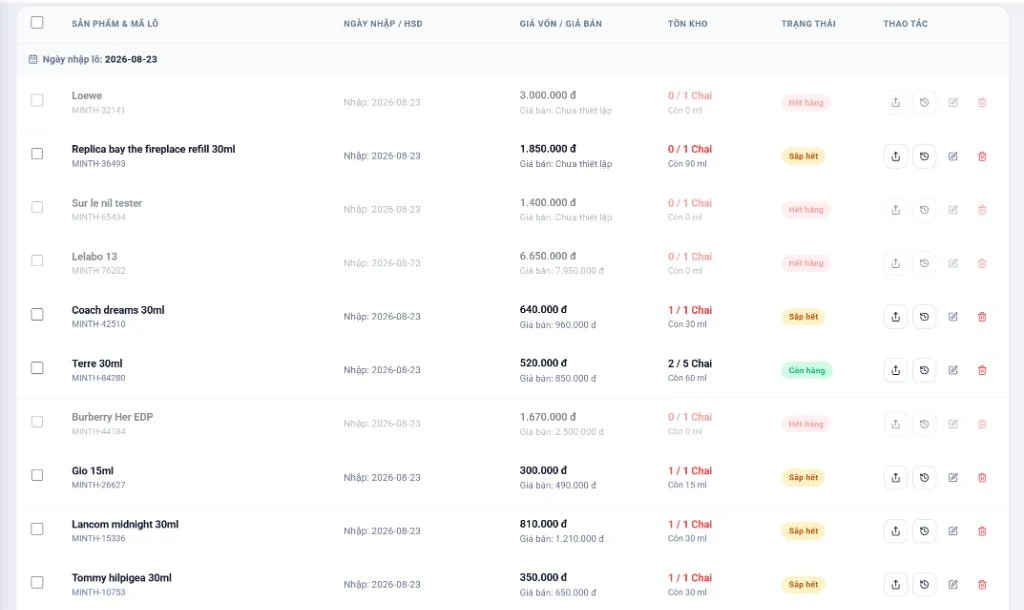 SẢN PHẨM & MÃ LÔ NGÀY NHẬP / HSD GIÁ VỐN / GIÁ BÁN TỒN KHO TRẠNG THÁI THAO TÁC
Ngày nhập lô: 2026-08-23
Loewe
MINTH-32141
Nhập: 2026-08-23
3.000.000 đ
Giá bán: Chưa thiết lập
0 / 1 Chai
Còn 0 ml
Hết hàng
Replica bay the fireplace refill 30ml
MINTH-36493
Nhập: 2026-08-23
1.850.000 đ
Giá bán: Chưa thiết lập
0 / 1 Chai
Còn 90 ml
Sắp hết
Sur le nil tester
MINTH-65434
Nhập: 2026-08-23
1.400.000 đ
Giá bán: Chưa thiết lập
0 / 1 Chai
Còn 0 ml
Hết hàng
Lelabo 13
MINTH-76202
Nhập: 2026-08-23
6.650.000 đ
Giá bán: 7.950.000 đ
0 / 1 Chai
Còn 0 ml
Hết hàng
Coach dreams 30ml
MINTH-42510
Nhập: 2026-08-23
640.000 đ
Giá bán: 960.000 đ
1 / 1 Chai
Còn 30 ml
Sắp hết
Terre 30ml
MINTH-84280
Nhập: 2026-08-23
520.000 đ
Giá bán: 850.000 đ
2 / 5 Chai
Còn 60 ml
Còn hàng
Burberry Her EDP
MINTH-44184
Nhập: 2026-08-23
1.670.000 đ
Giá bán: 2.500.000 đ
0 / 1 Chai
Còn 0 ml
Hết hàng
Gio 15ml
MINTH-26627
Nhập: 2026-08-23
300.000 đ
Giá bán: 490.000 đ
1 / 1 Chai
Còn 15 ml
Sắp hết
Lancom midnight 30ml
MINTH-15336
Nhập: 2026-08-23
810.000 đ
Giá bán: 1.210.000 đ
1 / 1 Chai
Còn 30 ml
Sắp hết
Tommy hilpigea 30ml
MINTH-10753
Nhập: 2026-08-23
350.000 đ
Giá bán: 650.000 đ
1 / 1 Chai
Còn 30 ml
Sắp hết